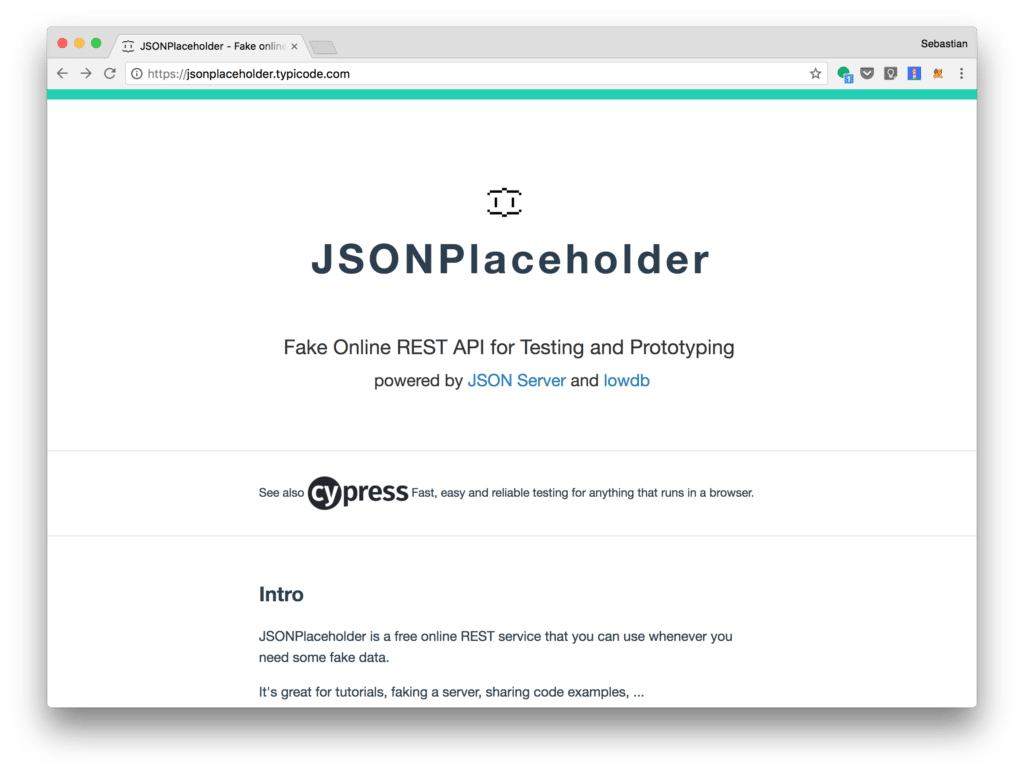 JSONPlaceholder - Fake onlin
Sebastian
https://jsonplaceholder.typicode.com
JSONPlaceholder
Fake Online REST API for Testing and Prototyping
powered by JSON Server and lowdb
See also cypress Fast, easy and reliable testing for anything that runs in a browser.
Intro
JSONPlaceholder is a free online REST service that you can use whenever you
need some fake data.
It's great for tutorials, faking a server, sharing code examples, ...